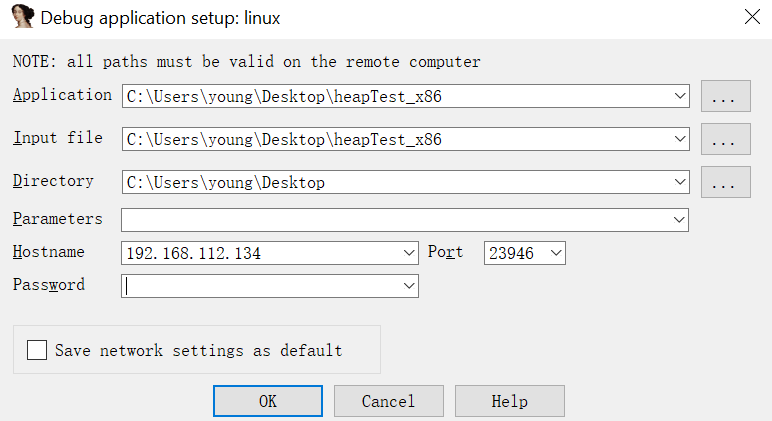 Debug application setup: linux
NOTE: all paths must be valid on the remote computer
Application C:\Users\young\Desktop\heapTest_x86 ...
Input file C:\Users\young\Desktop\heapTest_x86 ...
Directory C:\Users\young\Desktop ...
Parameters
Hostname 192.168.112.134 Port 23946
Password
Save network settings as default
OK Cancel Help